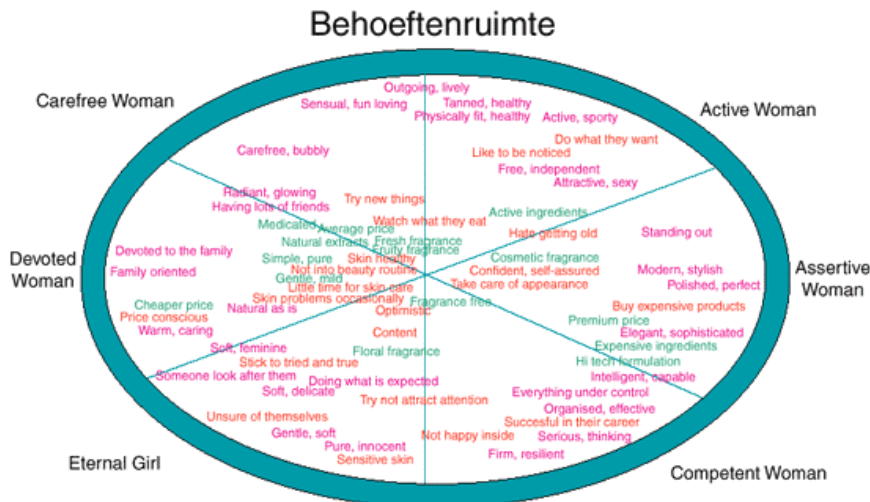 Behoeftenruimte
Carefree Woman
Active Woman
Outgoing, lively
Sensual, fun loving
Tanned, healthy
Physically fit, healthy
Active, sporty
Do what they want
Carefree, bubbly
Like to be noticed
Free, independent
Attractive, sexy
Radiant, glowing
Try new things
Having lots of friends
Active ingredients
Watch what they eat
Medicated
Average price
Hate getting old
Standing out
Natural extracts
Fresh fragrance
Fruity fragrance
Devoted to the family
Simple, pure
Skin healthy
Cosmetic fragrance
Devoted
Woman
Family oriented
Not into beauty routine
Confident, self-assured
Modern, stylish
Assertive
Woman
Gentle, mild
Little time for skin care
Take care of appearance
Polished, perfect
Skin problems occasionally
Fragrance free
Cheaper price
Natural as is
Optimistic
Buy expensive products
Price conscious
Premium price
Warm, caring
Content
Elegant, sophisticated
Soft, feminine
Floral fragrance
Expensive ingredients
Stick to tried and true
Hi tech formulation
Someone look after them
Doing what is expected
Intelligent, capable
Soft, delicate
Everything under control
Try not attract attention
Organised, effective
Unsure of themselves
Succesful in their career
Gentle, soft
Not happy inside
Serious, thinking
Pure, innocent
Firm, resilient
Sensitive skin
Eternal Girl
Competent Woman